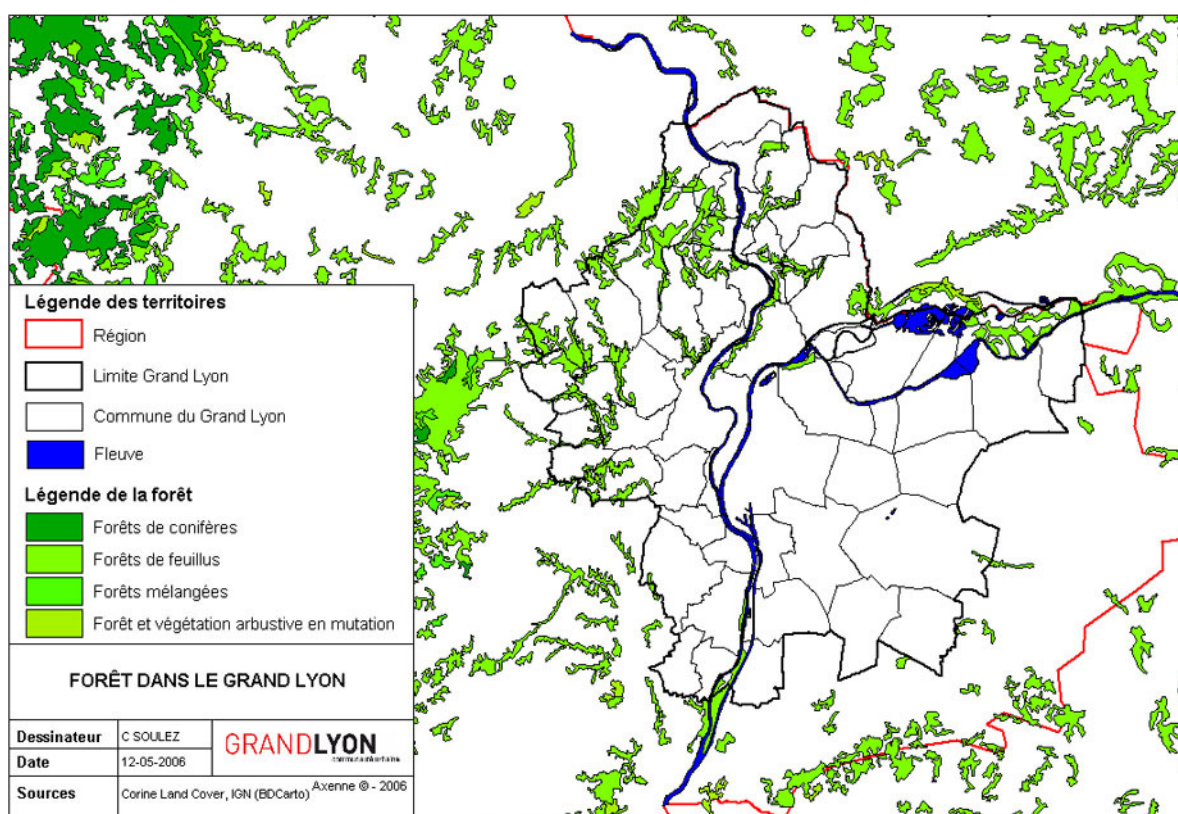 Légende des territoires
Région
Limite Grand Lyon
Commune du Grand Lyon
Fleuve
Légende de la forêt
Forêts de conifères
Forêts de feuillus
Forêts mélangées
Forêt et végétation arbustive en mutation
FORÊT DANS LE GRAND LYON
Dessinateur C SOULEZ
Date 12-05-2006
GRANDLYON
communauté urbaine
Sources Corine Land Cover, IGN (BDCarto) Axenne © - 2006